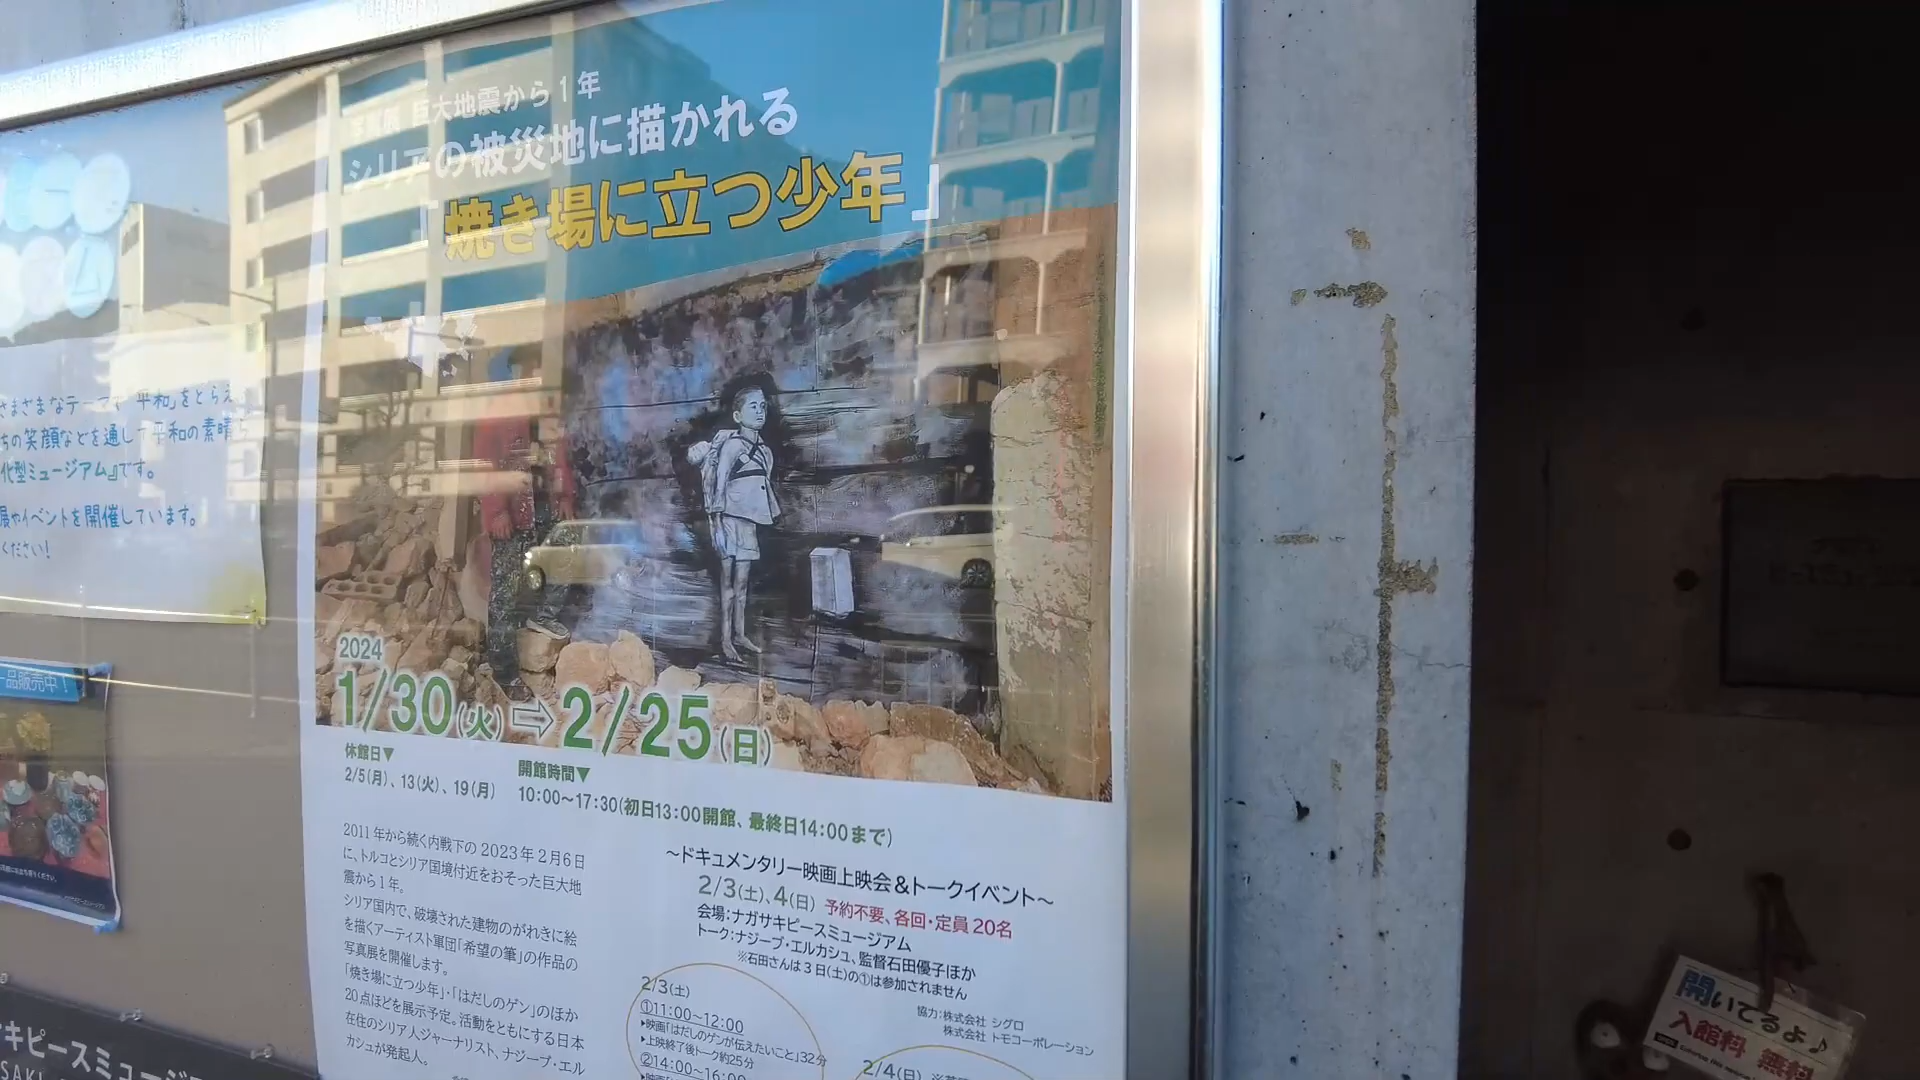 巨大地震から1年
シリアの被災地に描かれる
「焼き場に立つ少年」
さまざまなテーマで「平和」をとらえ
ちの笑顔などを通して平和の素晴ら
化型ミュージアム』です。
展やイベントを開催しています。
ください!
2024
1/30(火)⇨2/25(日)
休館日▼
2/5(月)、13(火)、19(月)
開館時間▼
10:00〜17:30(初日13:00開館、最終日14:00まで)
2011年から続く内戦下の2023年2月6日
に、トルコとシリア国境付近をおそった巨大地
震から1年。
シリア国内で、破壊された建物のがれきに絵
を描くアーティスト軍団「希望の筆」の作品の
写真展を開催します。
「焼き場に立つ少年」・「はだしのゲン」のほか
20点ほどを展示予定。活動をともにする日本
在住のシリア人ジャーナリスト、ナジーブ・エル
カシュが発起人。
〜ドキュメンタリー映画上映会&トークイベント〜
2/3(土)、4(日) 予約不要、各回・定員20名
会場:ナガサキピースミュージアム
トーク:ナジーブ・エルカシュ、監督石田優子ほか
※石田さんは3日(土)の①は参加されません
協力:株式会社 シグロ
株式会社 トモコーポレーション
2/3(土)
①11:00〜12:00
▶映画「はだしのゲンが伝えたいこと」32分
▶上映終了後トーク約25分
②14:00〜16:00
2/4(日)
品販売中!
キピースミュージ
SAKI
開いてるよ♪
入館料 無料